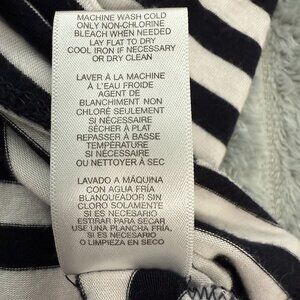 MACHINE WASH COLD
ONLY NON-CHLORINE
BLEACH WHEN NEEDED
LAY FLAT TO DRY
COOL IRON IF NECESSARY
OR DRY CLEAN
LAVER À LA MACHINE
À L'EAU FROIDE
AGENT DE
BLANCHIMENT NON
CHLORÉ SEULEMENT
SI NÉCESSAIRE
SÉCHER À PLAT
REPASSER À BASSE
TEMPÉRATURE
SI NÉCESSAIRE
OU NETTOYER À SEC
LAVADO A MÁQUINA
CON AGUA FRÍA
BLANQUEADOR SIN
CLORO SOLAMENTE
SI ES NECESARIO
ESTIRAR PARA SECAR
USE UNA PLANCHA FRÍA,
SI ES NECESARIO
O LIMPIEZA EN SECO